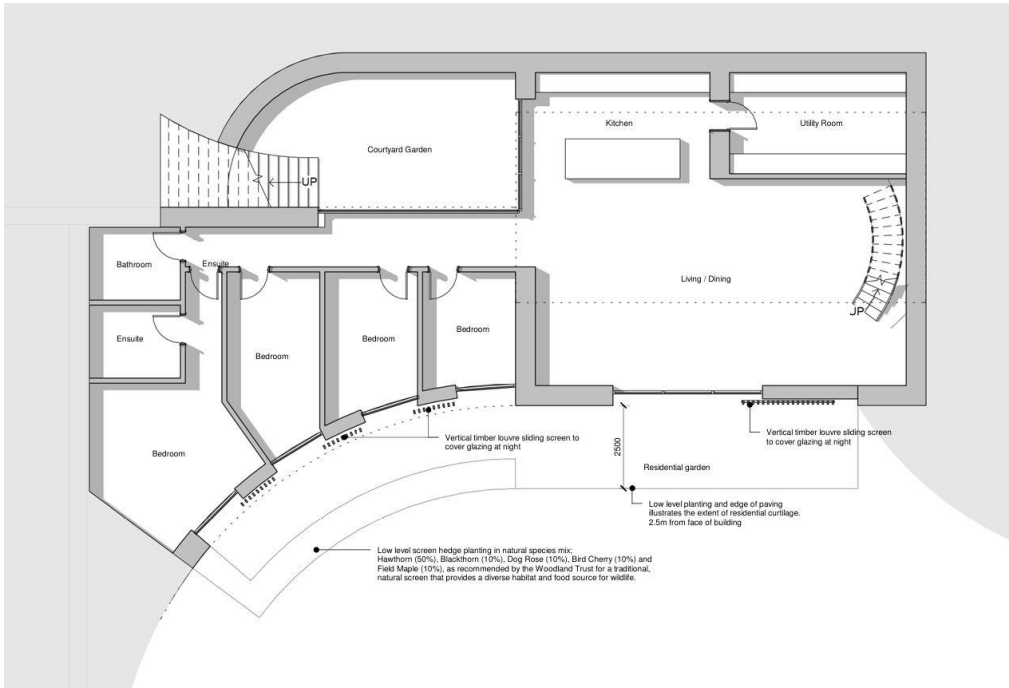 Kitchen
Utility Room
Courtyard Garden
UP
Bathroom
Ensuite
Living / Dining
UP
Ensuite
Bedroom
Bedroom
Bedroom
Bedroom
Vertical timber louvre sliding screen
to cover glazing at night
Vertical timber louvre sliding screen
to cover glazing at night
2500
Residential garden
Low level planting and edge of paving
illustrates the extent of residential curtilage.
2.5m from face of building
Low level screen hedge planting in natural species mix;
Hawthorn (50%), Blackthorn (10%), Dog Rose (10%), Bird Cherry (10%) and
Field Maple (10%), as recommended by the Woodland Trust for a traditional,
natural screen that provides a diverse habitat and food source for wildlife.